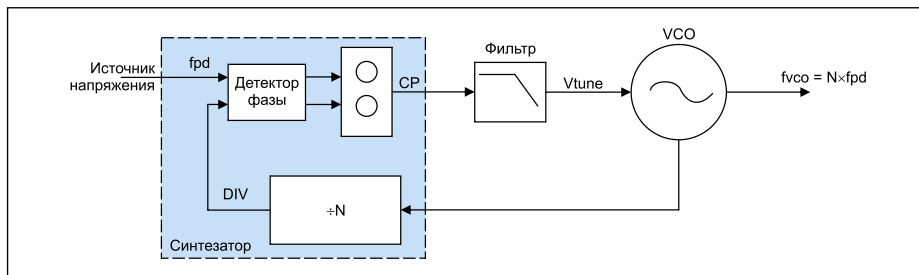 Источник
напряжения
fpd
Детектор
фазы
CP
Фильтр
Vtune
VCO
fvco = N×fpd
DIV
÷N
Синтезатор